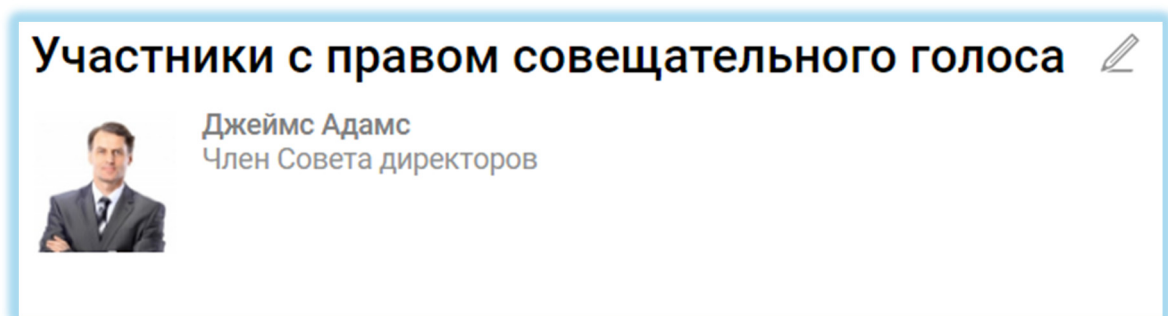 Участники с правом совещательного голоса
Джеймс Адамс
Член Совета директоров